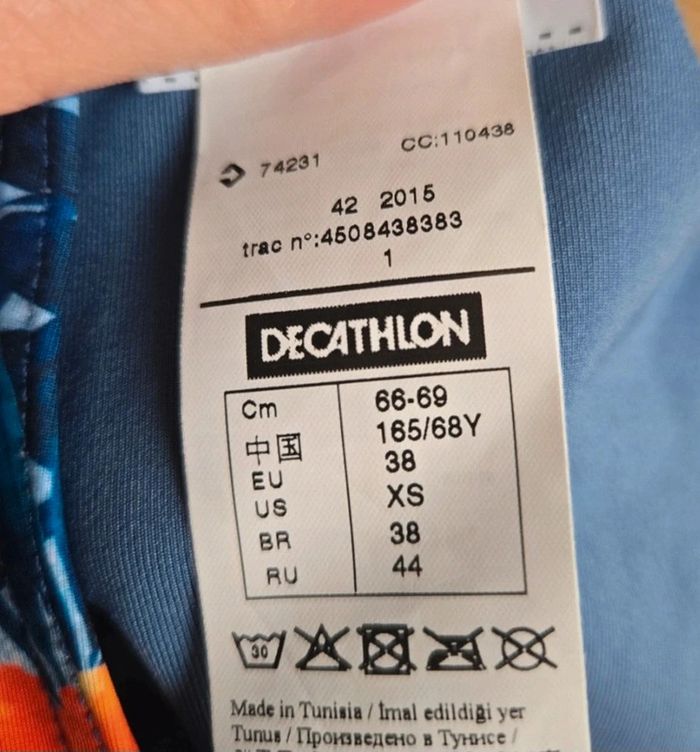 74231 CC:110438
42 2015
trac n°:4508438383
1
DECATHLON
Cm 66-69
中国 165/68Y
EU 38
US XS
BR 38
RU 44
30
Made in Tunisia / İmal edildiği yer
Tunus / Произведено в Тунисе /